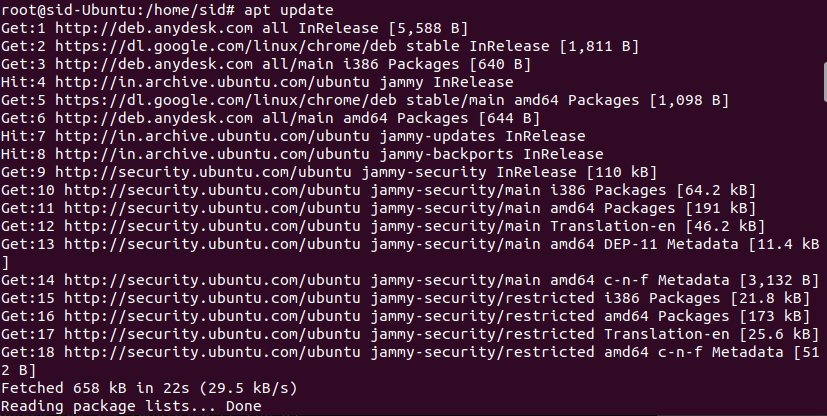 root@sid-Ubuntu:/home/sid# apt update
Get:1 http://deb.anydesk.com all InRelease [5,588 B]
Get:2 https://dl.google.com/linux/chrome/deb stable InRelease [1,811 B]
Get:3 http://deb.anydesk.com all/main i386 Packages [640 B]
Hit:4 http://in.archive.ubuntu.com/ubuntu jammy InRelease
Get:5 https://dl.google.com/linux/chrome/deb stable/main amd64 Packages [1,098 B]
Get:6 http://deb.anydesk.com all/main amd64 Packages [644 B]
Hit:7 http://in.archive.ubuntu.com/ubuntu jammy-updates InRelease
Hit:8 http://in.archive.ubuntu.com/ubuntu jammy-backports InRelease
Get:9 http://security.ubuntu.com/ubuntu jammy-security InRelease [110 kB]
Get:10 http://security.ubuntu.com/ubuntu jammy-security/main i386 Packages [64.2 kB]
Get:11 http://security.ubuntu.com/ubuntu jammy-security/main amd64 Packages [191 kB]
Get:12 http://security.ubuntu.com/ubuntu jammy-security/main Translation-en [46.2 kB]
Get:13 http://security.ubuntu.com/ubuntu jammy-security/main amd64 DEP-11 Metadata [11.4 kB
]
Get:14 http://security.ubuntu.com/ubuntu jammy-security/main amd64 c-n-f Metadata [3,132 B]
Get:15 http://security.ubuntu.com/ubuntu jammy-security/restricted i386 Packages [21.8 kB]
Get:16 http://security.ubuntu.com/ubuntu jammy-security/restricted amd64 Packages [173 kB]
Get:17 http://security.ubuntu.com/ubuntu jammy-security/restricted Translation-en [25.6 kB]
Get:18 http://security.ubuntu.com/ubuntu jammy-security/restricted amd64 c-n-f Metadata [51
2 B]
Fetched 658 kB in 22s (29.5 kB/s)
Reading package lists... Done